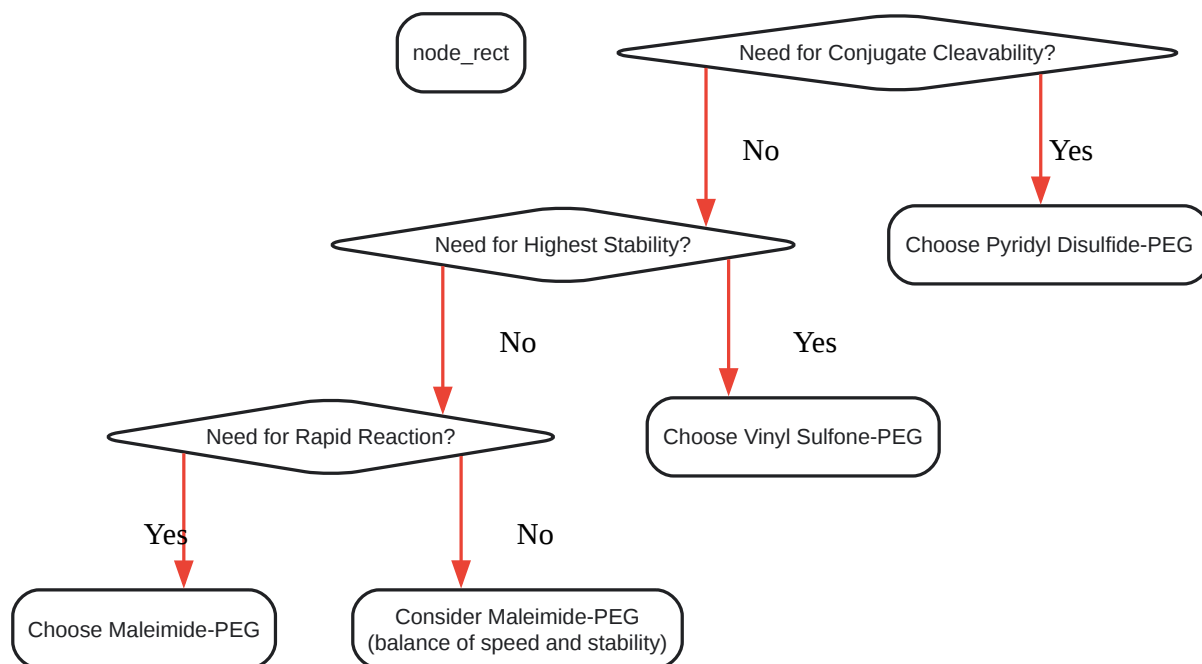 node_rect
Need for Conjugate Cleavability?
No
Yes
Need for Highest Stability?
Choose Pyridyl Disulfide-PEG
No
Yes
Need for Rapid Reaction?
Choose Vinyl Sulfone-PEG
Yes
No
Choose Maleimide-PEG
Consider Maleimide-PEG
(balance of speed and stability)